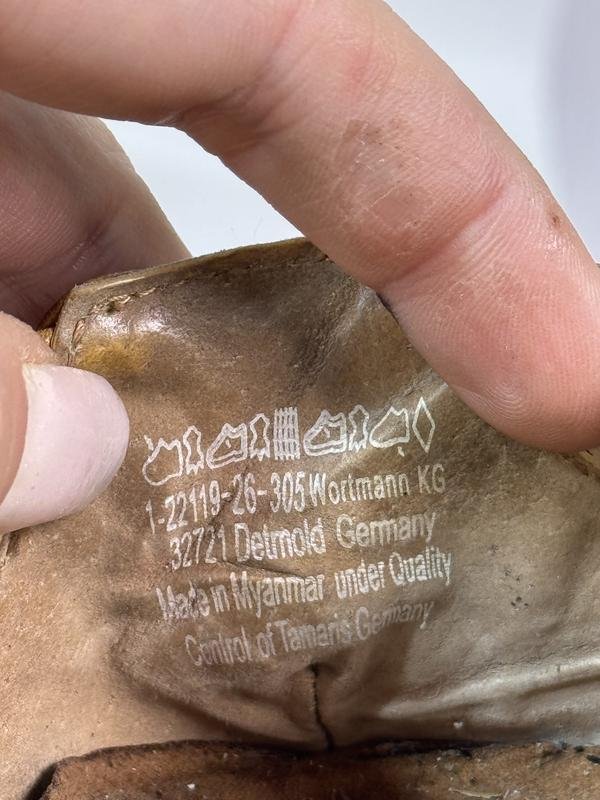 1-22119-26-305 Wortmann KG
32721 Detmold Germany
Made in Myanmar under Quality
Control of Tamaris Germany